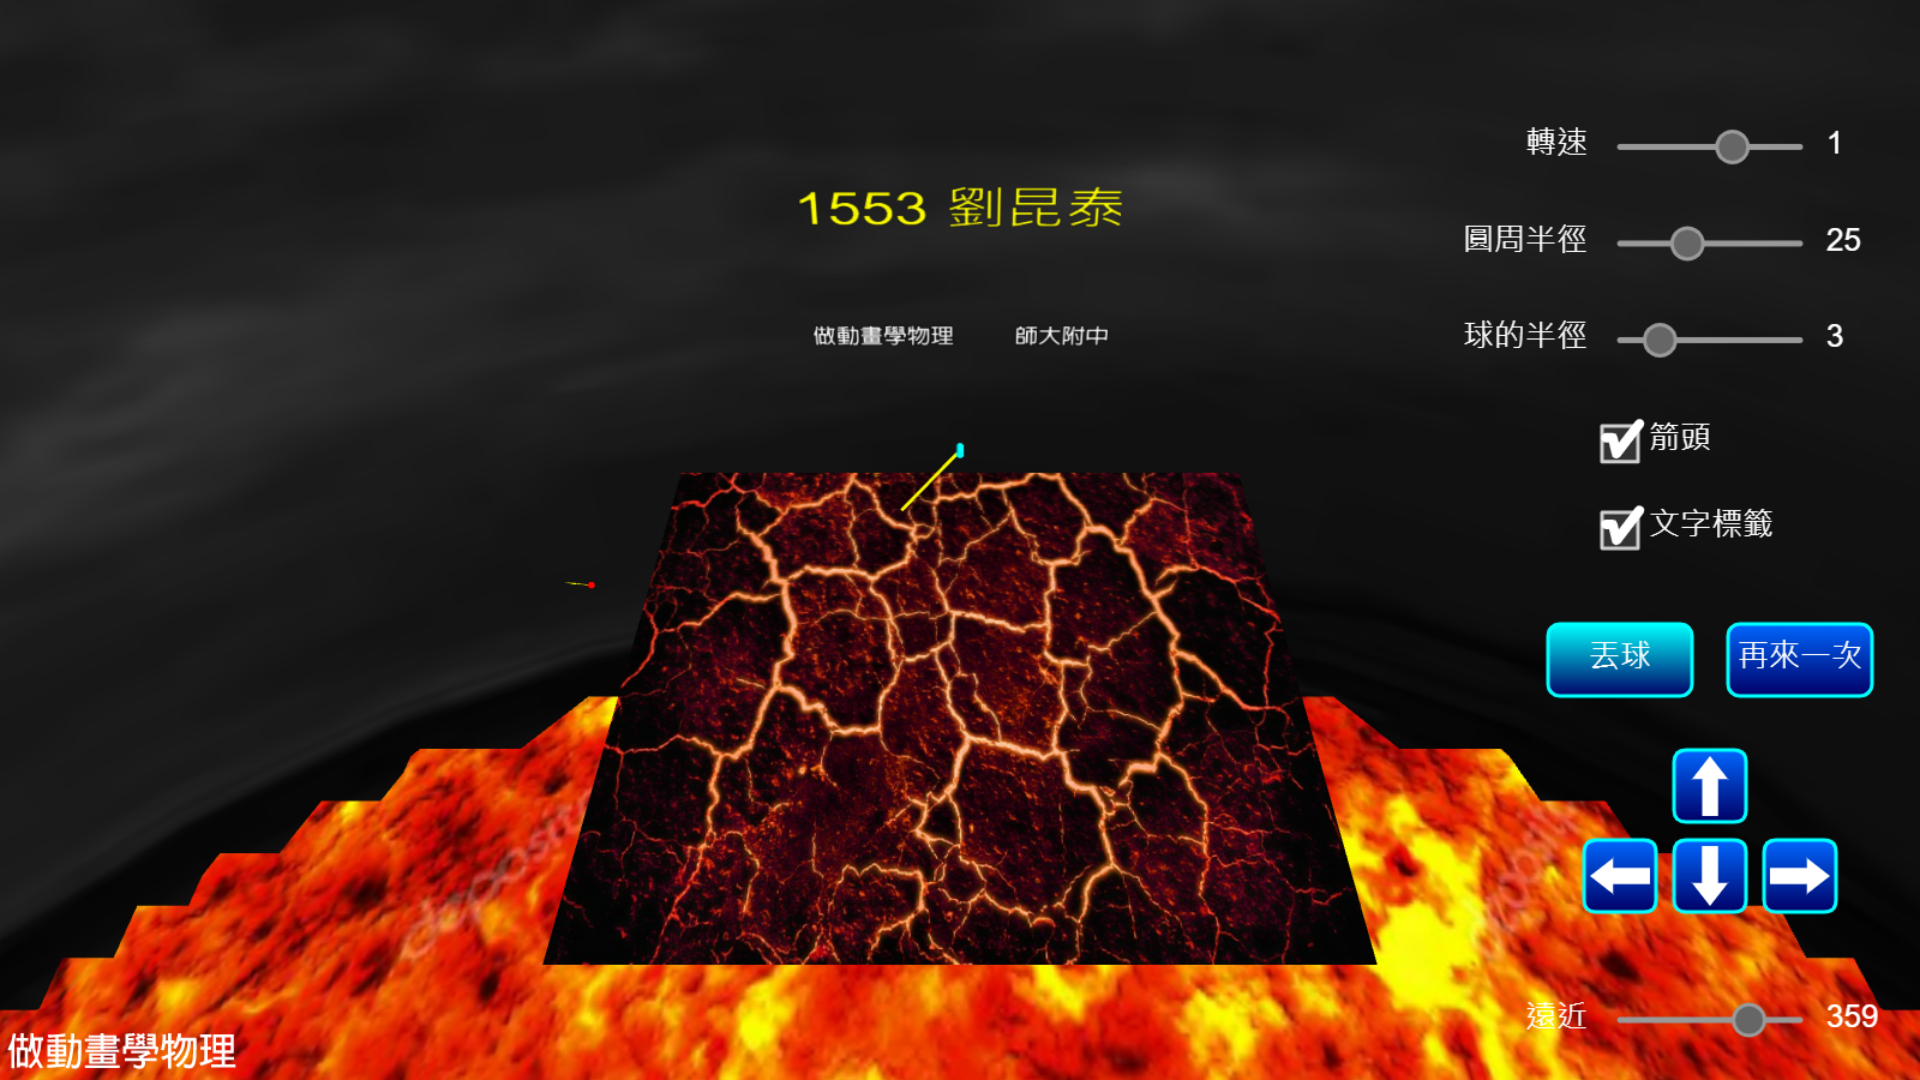 1553 劉昆泰
做動畫學物理 師大附中
轉速 1
圓周半徑 25
球的半徑 3
箭頭
文字標籤
丟球 再來一次
遠近 359
做動畫學物理
depositphotos